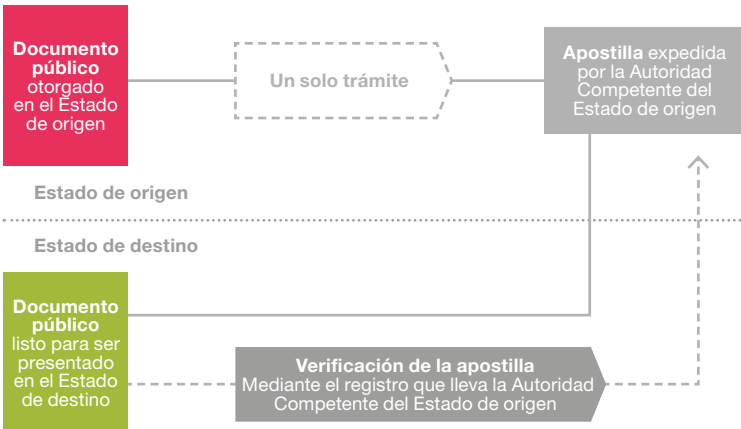 Documento
público
otorgado
en el Estado
de origen
Un solo trámite
Apostilla expedida
por la Autoridad
Competente del
Estado de origen
Estado de origen
Estado de destino
Documento
público
listo para ser
presentado
en el Estado
de destino
Verificación de la apostilla
Mediante el registro que lleva la Autoridad
Competente del Estado de origen